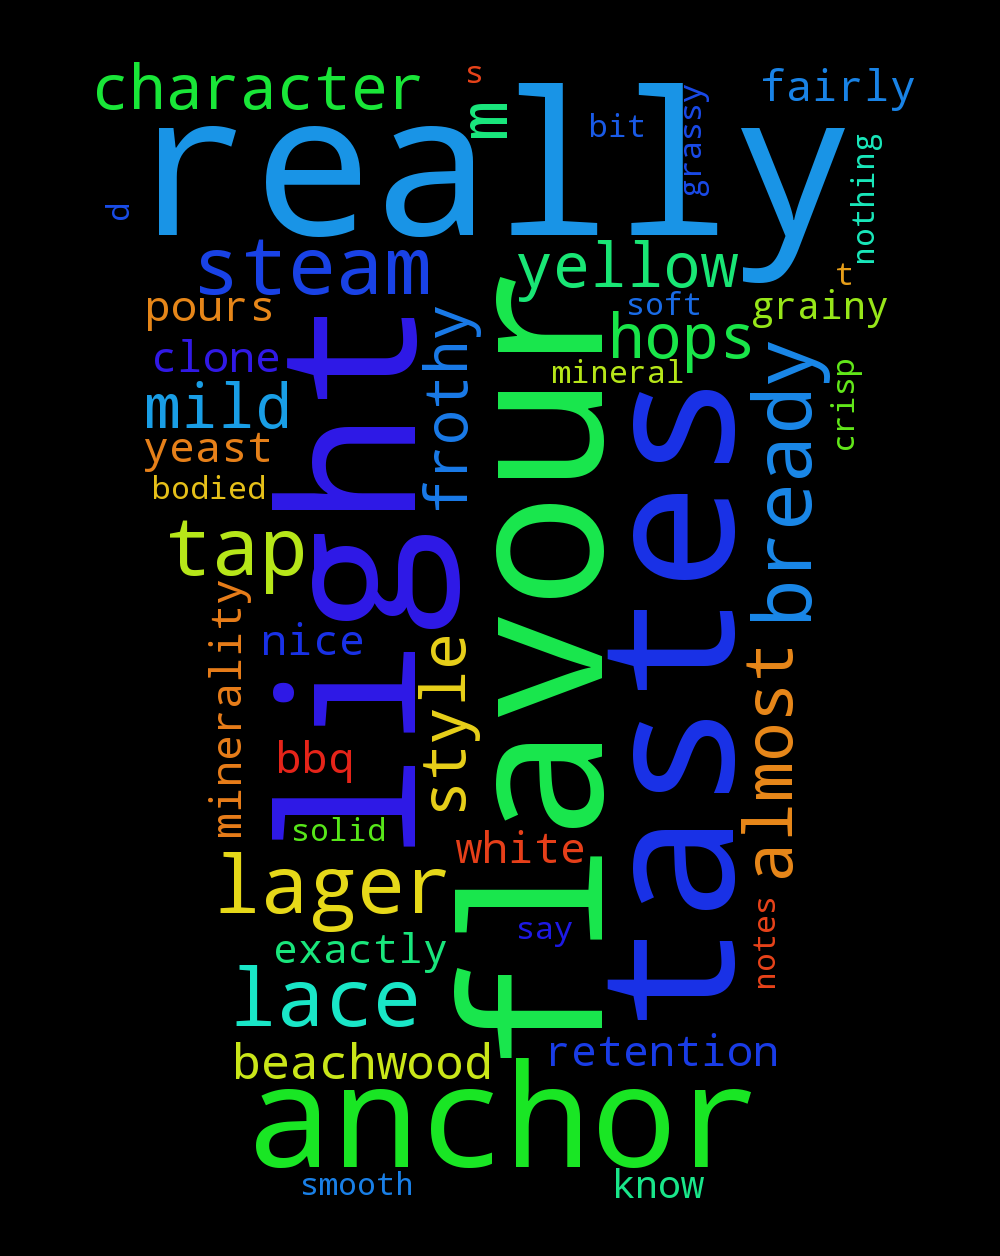 character
s
fairly
m
bit
grassy
really
nothing
d
steam
yellow
t
pours
soft
grainy
frothy
hops
clone
mineral
crisp
mild
bready
yeast
bodied
light
flavour
tastes
tap
minerality
nice
style
almost
bbq
solid
white
lager
notes
say
exactly
lace
retention
beachwood
anchor
smooth
know